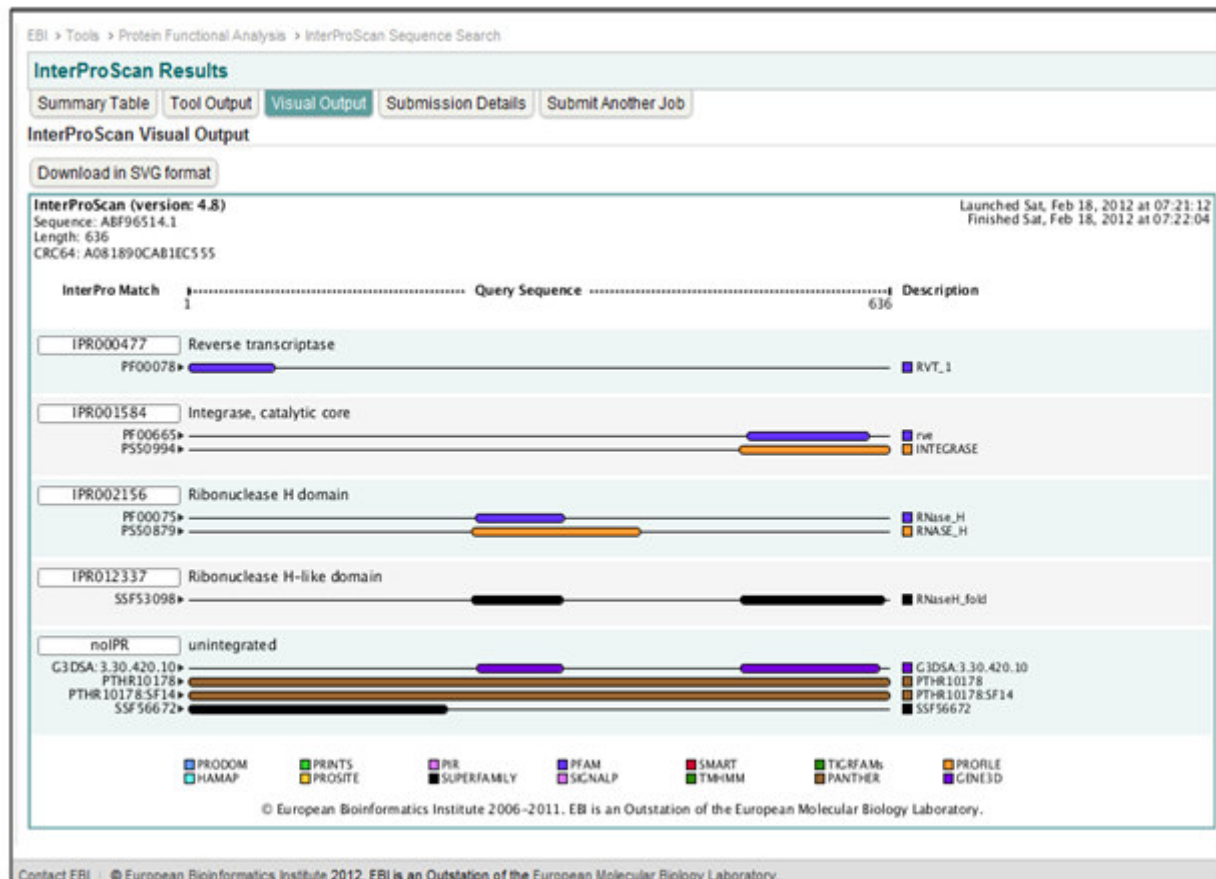 EBI > Tools > Protein Functional Analysis > InterProScan Sequence Search
InterProScan Results
Summary Table Tool Output Visual Output Submission Details Submit Another Job
InterProScan Visual Output
Download in SVG format
InterProScan (version: 4.8) Launched Sat, Feb 18, 2012 at 07:21:12
Sequence: ABF96514.1 Finished Sat, Feb 18, 2012 at 07:22:04
Length: 636
CRC64: A081890CAB1EC555
InterPro Match Query Sequence Description
1 636
IPR000477 Reverse transcriptase
PF00078 RVT_1
IPR001584 Integrase, catalytic core
PF00665 rve
PS50994 INTEGRASE
IPR002156 Ribonuclease H domain
PF00075 RNase_H
PS50879 RNASE_H
IPR012337 Ribonuclease H-like domain
SSF53098 RNaseH_fold
noIPR unintegrated
G3DSA:3.30.420.10 G3DSA:3.30.420.10
PTHR10178 PTHR10178
PTHR10178:SF14 PTHR10178:SF14
SSF56672 SSF56672
PRODOM PRINTS PIR PFAM SMART TIGRFAMs PROFILE
HAMAP PROSITE SUPERFAMILY SIGNALP TMHMM PANTHER GENE3D
© European Bioinformatics Institute 2006-2011. EBI is an Outstation of the European Molecular Biology Laboratory.
Contact EBI | © European Bioinformatics Institute 2012. EBI is an Outstation of the European Molecular Biology Laboratory.